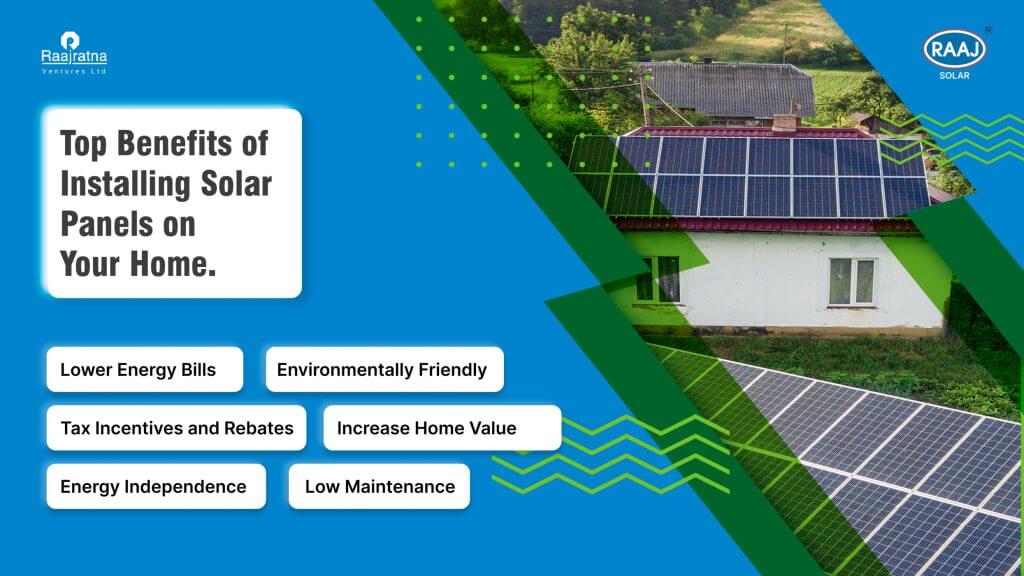 Raajratna
Ventures Ltd
RAAJ
®
SOLAR
Top Benefits of
Installing Solar
Panels on
Your Home.
Lower Energy Bills
Environmentally Friendly
Tax Incentives and Rebates
Increase Home Value
Energy Independence
Low Maintenance